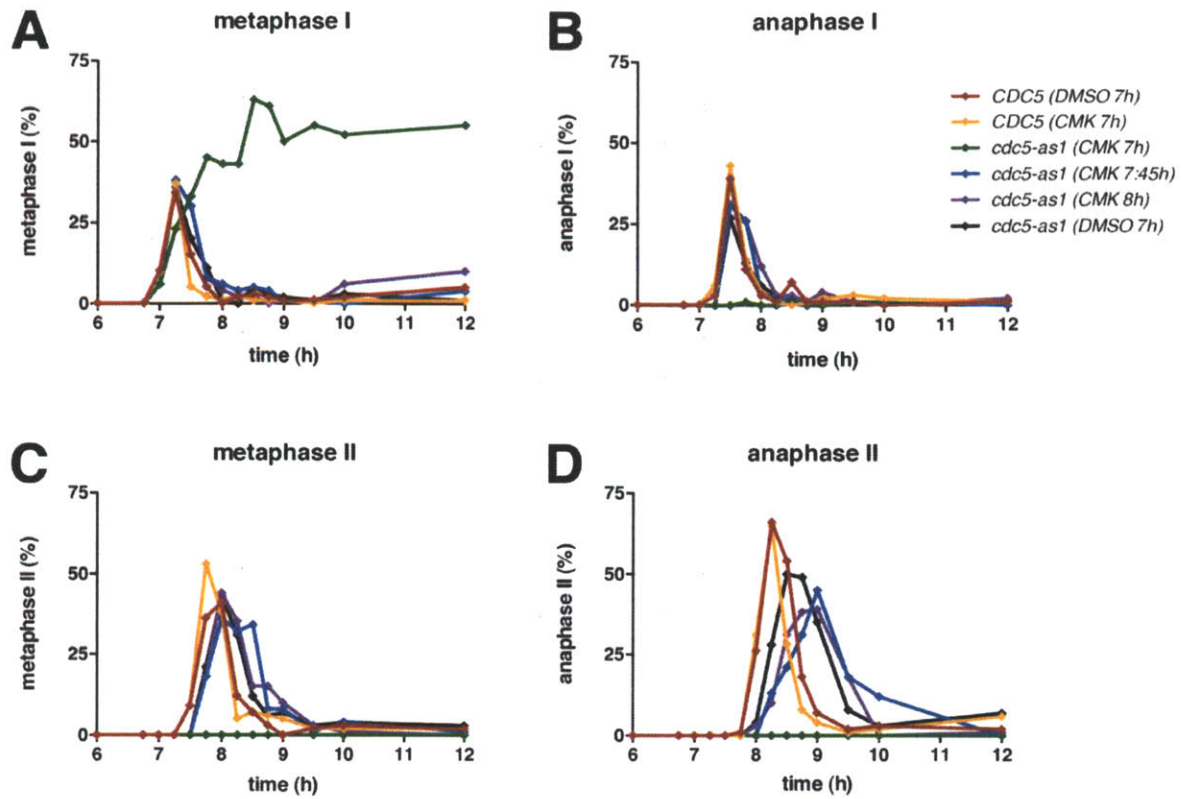 A
metaphase I
metaphase I (%)
75
50
25
0
6 7 8 9 10 11 12
time (h)
B
anaphase I
anaphase I (%)
75
50
25
0
6 7 8 9 10 11 12
time (h)
CDC5 (DMSO 7h)
CDC5 (CMK 7h)
cdc5-as1 (CMK 7h)
cdc5-as1 (CMK 7:45h)
cdc5-as1 (CMK 8h)
cdc5-as1 (DMSO 7h)
C
metaphase II
metaphase II (%)
75
50
25
0
6 7 8 9 10 11 12
time (h)
D
anaphase II
anaphase II (%)
75
50
25
0
6 7 8 9 10 11 12
time (h)